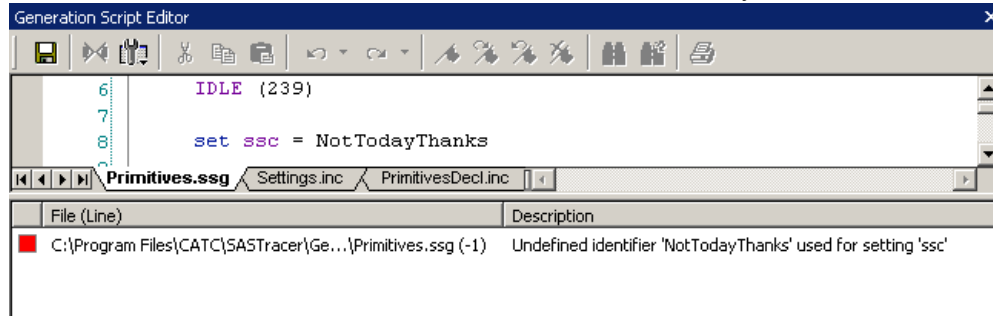 Generation Script Editor
6 IDLE (239)
7
8 set ssc = NotTodayThanks
Primitives.ssg Settings.inc PrimitivesDecl.inc
File (Line) Description
C:\Program Files\CATC\SASTracer\Ge...\Primitives.ssg (-1) Undefined identifier 'NotTodayThanks' used for setting 'ssc'